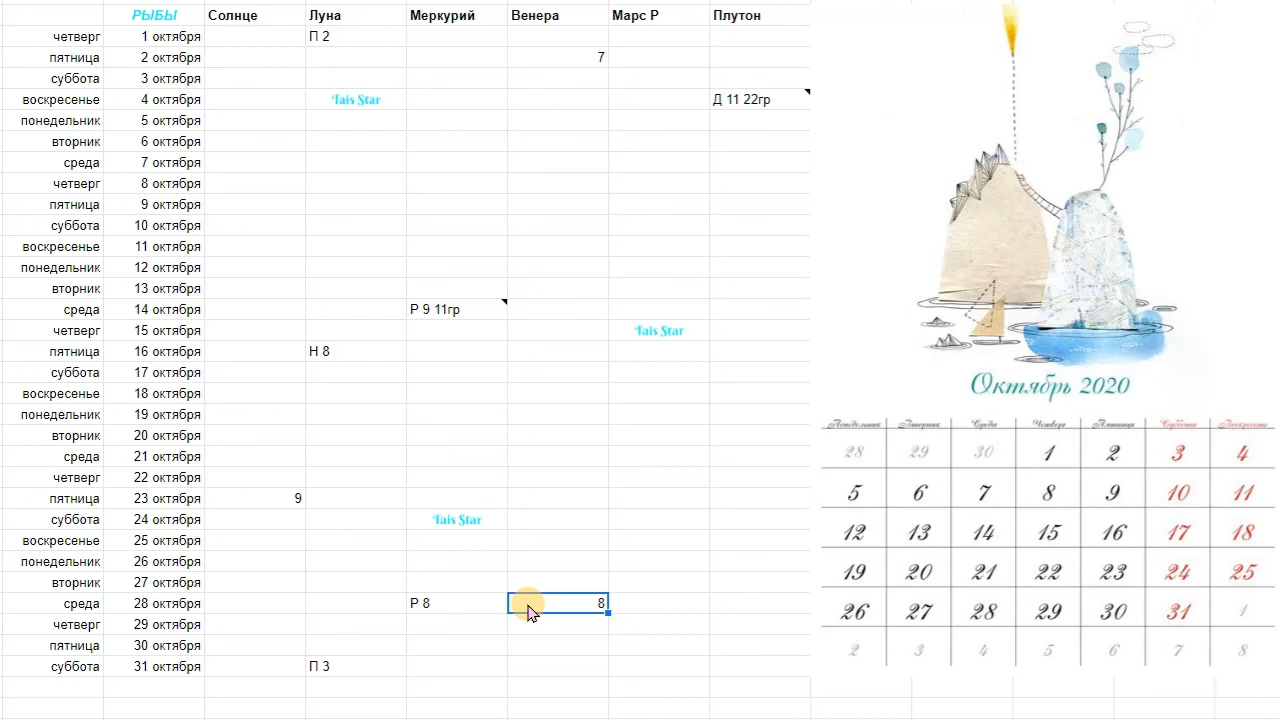 РЫБЫ Солнце Луна Меркурий Венера Марс Р Плутон
четверг 1 октября П 2
пятница 2 октября 7
суббота 3 октября
воскресенье 4 октября Tais Star Д 11 22гр
понедельник 5 октября
вторник 6 октября
среда 7 октября
четверг 8 октября
пятница 9 октября
суббота 10 октября
воскресенье 11 октября
понедельник 12 октября
вторник 13 октября
среда 14 октября Р 9 11гр
четверг 15 октября Tais Star
пятница 16 октября Н 8
суббота 17 октября
воскресенье 18 октября
понедельник 19 октября
вторник 20 октября
среда 21 октября
четверг 22 октября
пятница 23 октября 9
суббота 24 октября Tais Star
воскресенье 25 октября
понедельник 26 октября
вторник 27 октября
среда 28 октября Р 8 8
четверг 29 октября
пятница 30 октября
суббота 31 октября П 3
Октябрь 2020
Понедельник Вторник Среда Четверг Пятница Суббота Воскресенье
28 29 30 1 2 3 4
5 6 7 8 9 10 11
12 13 14 15 16 17 18
19 20 21 22 23 24 25
26 27 28 29 30 31 1
2 3 4 5 6 7 8